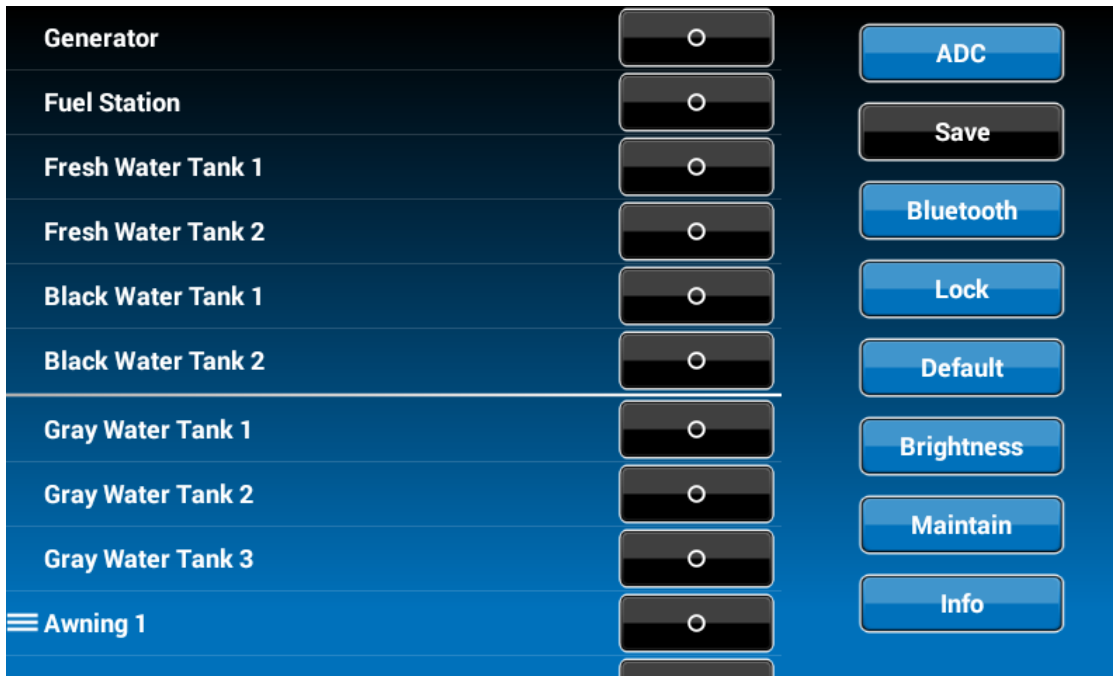 Generator
Fuel Station
Fresh Water Tank 1
Fresh Water Tank 2
Black Water Tank 1
Black Water Tank 2
Gray Water Tank 1
Gray Water Tank 2
Gray Water Tank 3
Awning 1
ADC
Save
Bluetooth
Lock
Default
Brightness
Maintain
Info